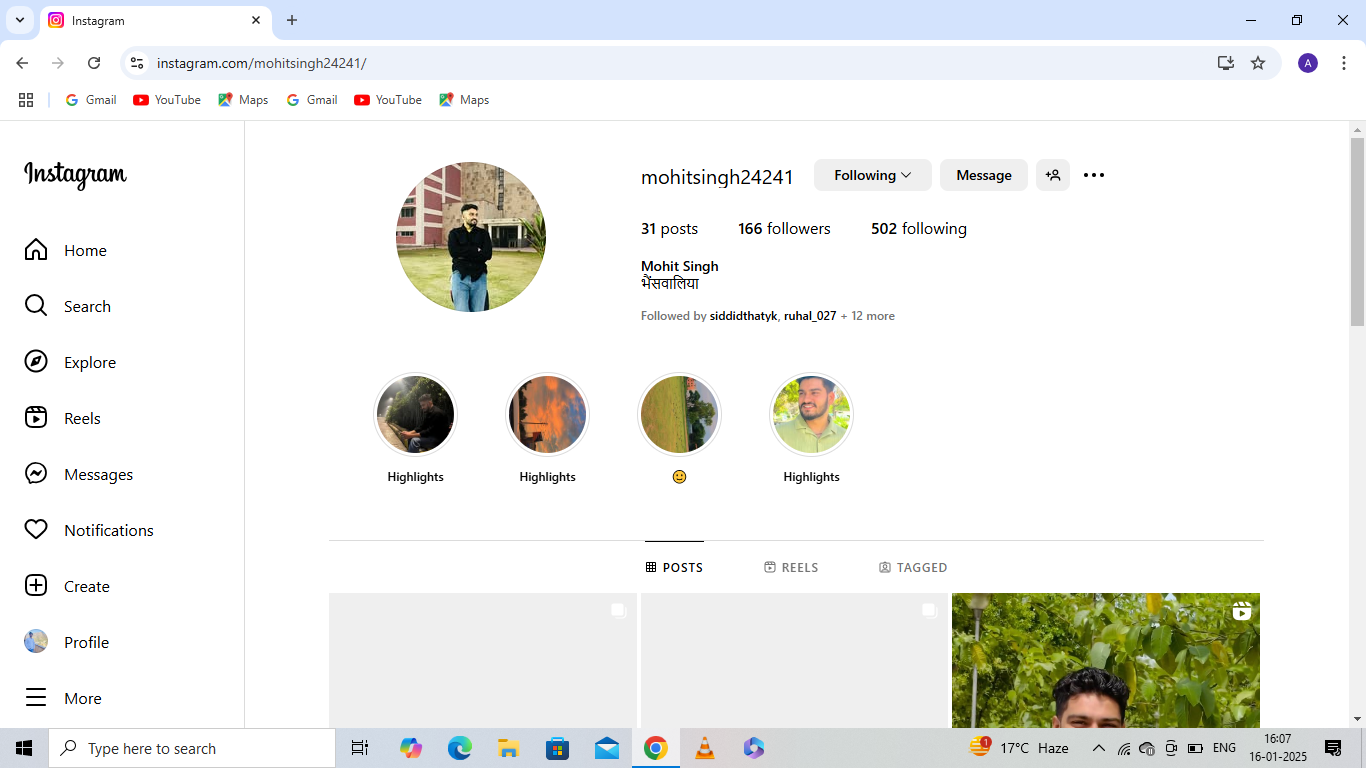 Instagram
instagram.com/mohitsingh24241/
A
Gmail
YouTube
Maps
Gmail
YouTube
Maps
Instagram
Home
Search
Explore
Reels
Messages
Notifications
Create
Profile
More
mohitsingh24241
Following
Message
31 posts
166 followers
502 following
Mohit Singh
भैंसवालिया
Followed by siddidthatyk, ruhal_027 + 12 more
Highlights
Highlights
Highlights
POSTS
REELS
TAGGED
Type here to search
1
17°C Haze
ENG
16:07
16-01-2025